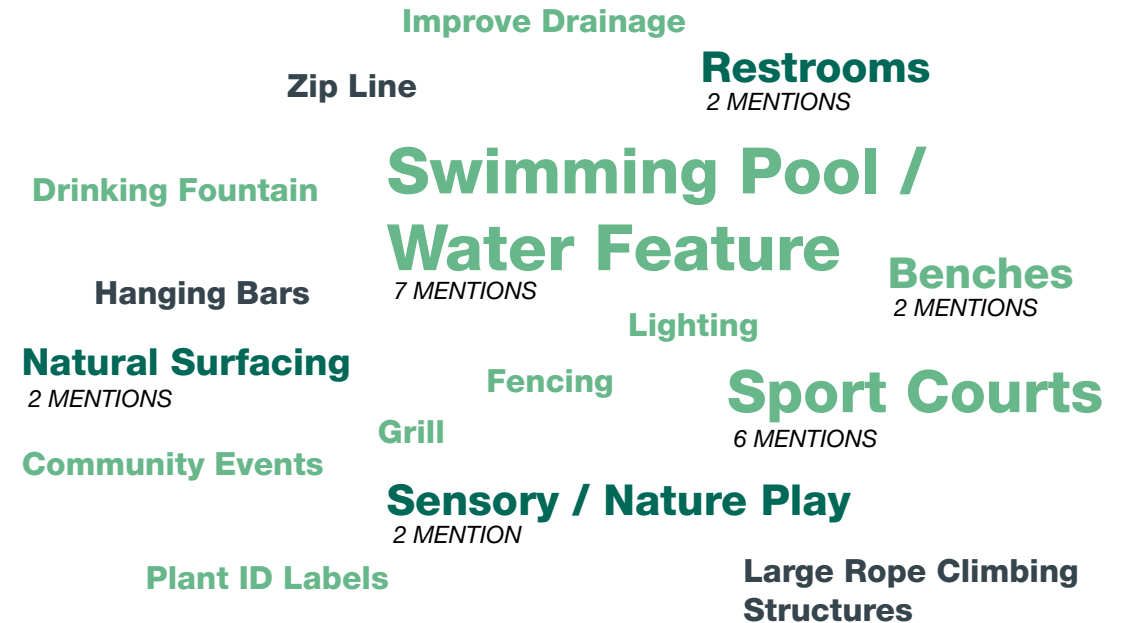 Improve Drainage
Zip Line
Restrooms
2 MENTIONS
Swimming Pool /
Water Feature
7 MENTIONS
Drinking Fountain
Benches
2 MENTIONS
Hanging Bars
Lighting
Natural Surfacing
2 MENTIONS
Fencing
Sport Courts
6 MENTIONS
Grill
Community Events
Sensory / Nature Play
2 MENTION
Plant ID Labels
Large Rope Climbing
Structures